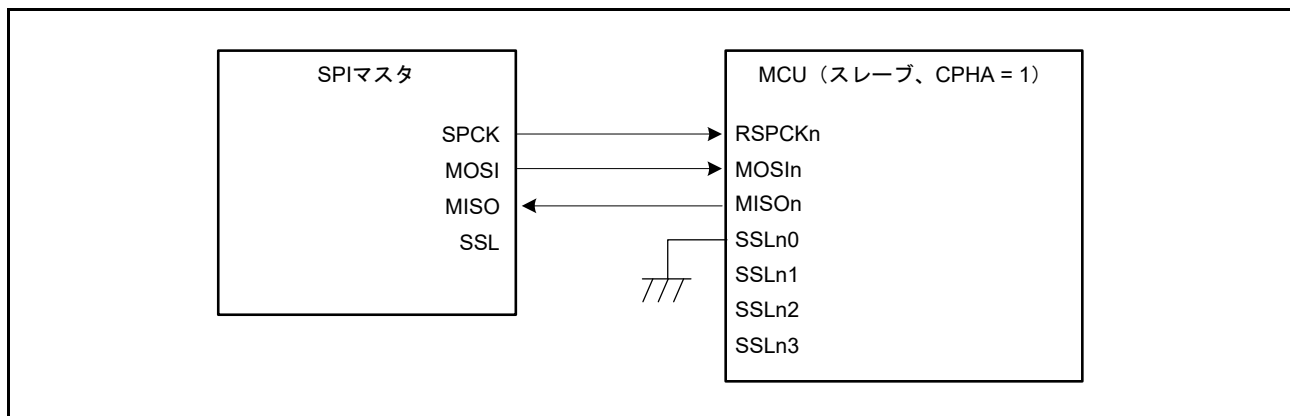 SPIマスタ
SPCK
MOSI
MISO
SSL
MCU（スレーブ、CPHA = 1）
RSPCKn
MOSIn
MISOn
SSLn0
SSLn1
SSLn2
SSLn3